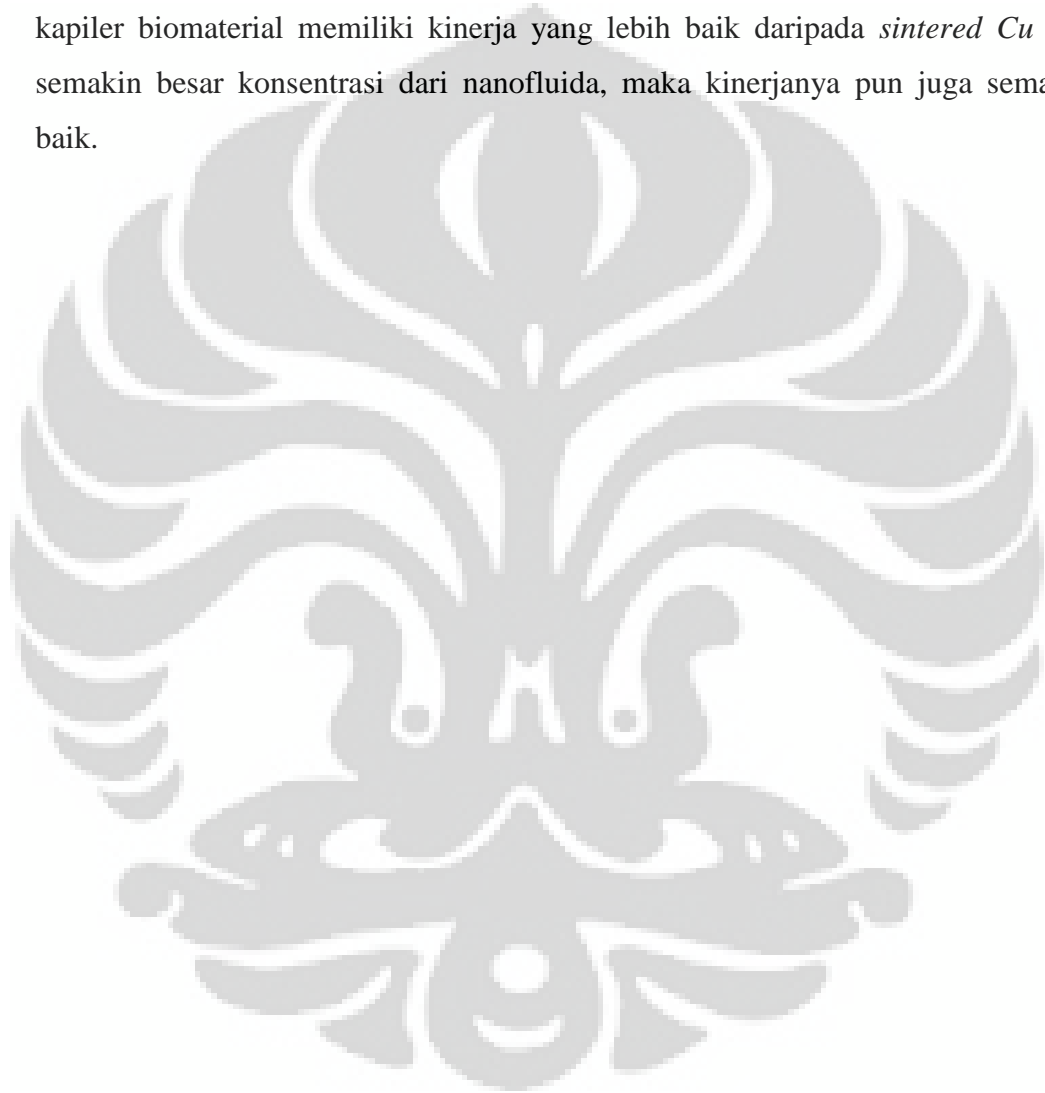 kapiler biomaterial memiliki kinerja yang lebih baik daripada sintered Cu
semakin besar konsentrasi dari nanofluida, maka kinerjanya pun juga
baik.